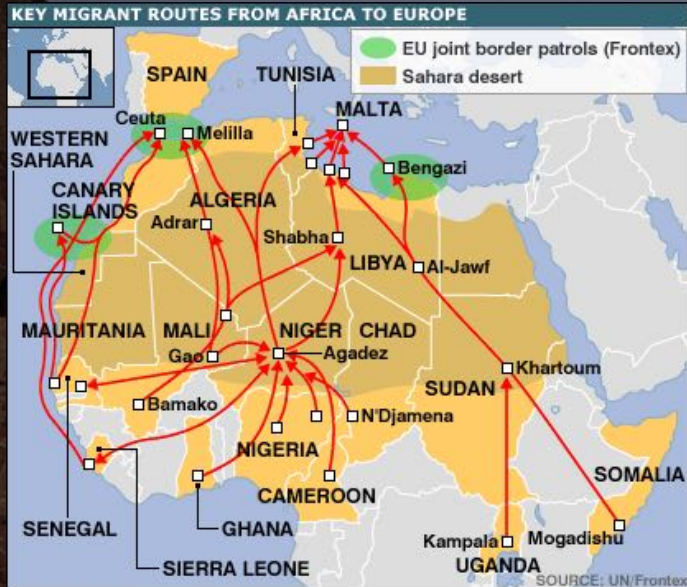 KEY MIGRANT ROUTES FROM AFRICA TO EUROPE
EU joint border patrols (Frontex)
Sahara desert
SPAIN
TUNISIA
MALTA
Ceuta
Melilla
WESTERN
SAHARA
Bengazi
CANARY
ISLANDS
ALGERIA
Adrar
Shabha
LIBYA
Al-Jawf
MAURITANIA
MALI
NIGER
CHAD
Gao
Agadez
Khartoum
SUDAN
Bamako
N'Djamena
NIGERIA
SOMALIA
CAMEROON
SENEGAL
GHANA
Kampala
Mogadishu
SIERRA LEONE
UGANDA
SOURCE: UN/Frontex